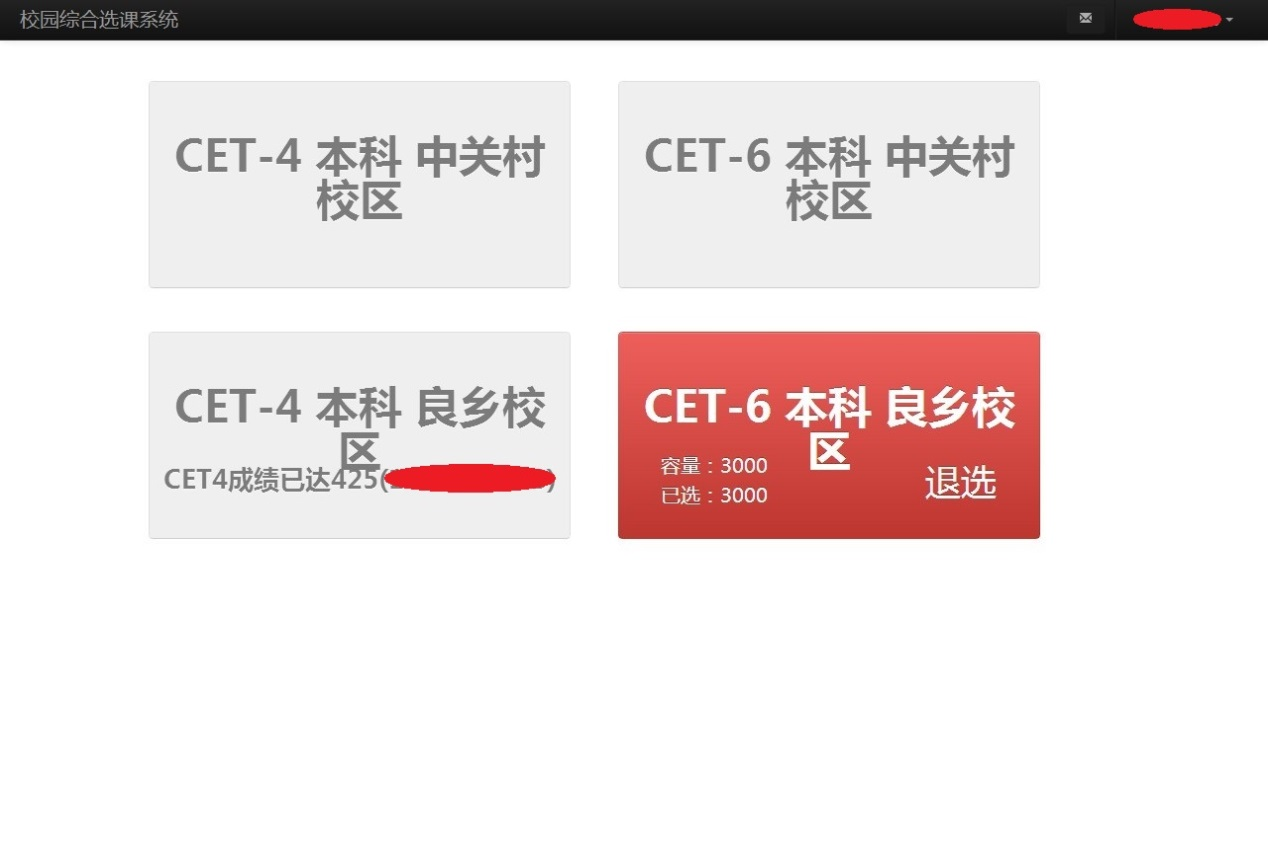 校园综合选课系统
CET-4 本科 中关村
校区
CET-6 本科 中关村
校区
CET-4 本科 良乡校
区
CET4成绩已达425(
CET-6 本科 良乡校
区
容量：3000
已选：3000
退选